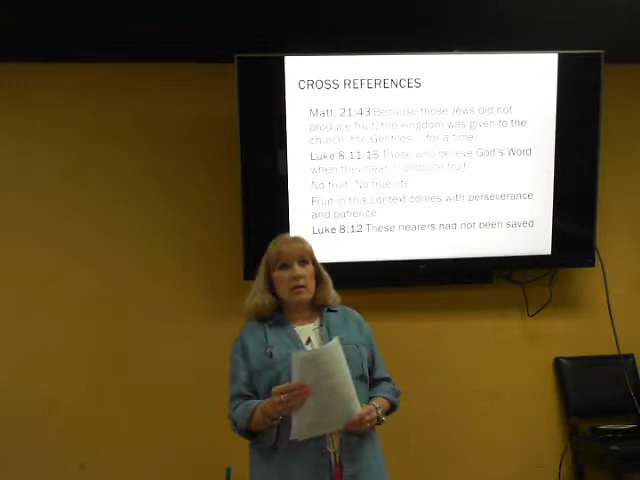 CROSS REFERENCES
Matt. 21:43 Because those Jews did not
produce fruit, the kingdom was given to the
church, the Gentiles... for a time
Luke 8:11-15 Those who believe God's Word
when they hear it, produce fruit.
No fruit. No true life.
Fruit in this context comes with perseverance
and patience
Luke 8:12 These hearers had not been saved